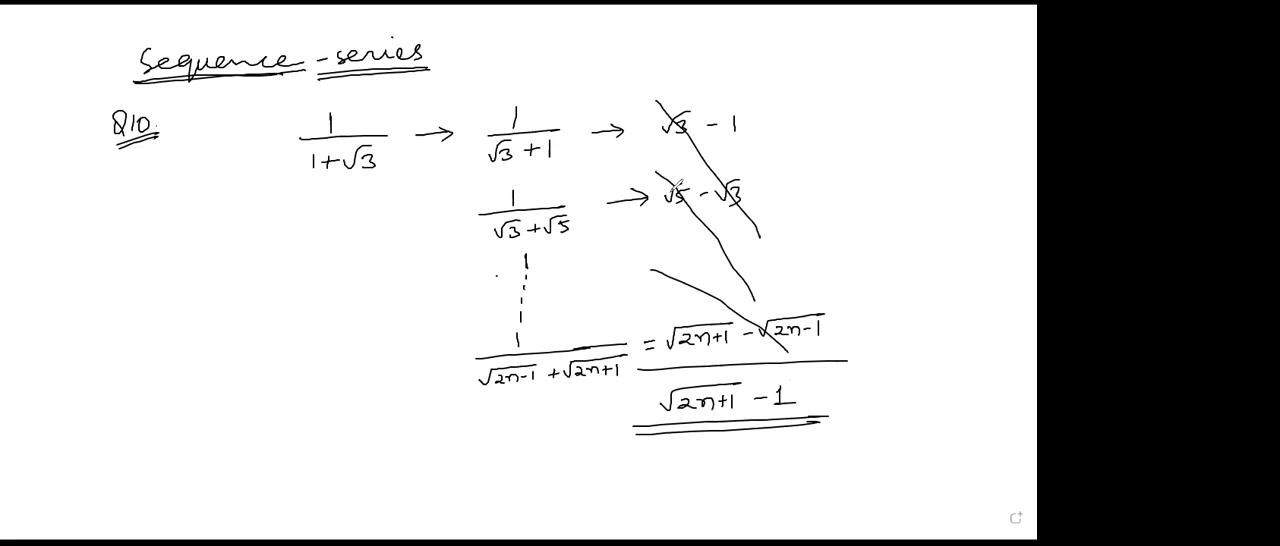 Sequence - series
Q10. 1/(1+√3) → 1/(√3+1) → √3 - 1
1/(√3+√5) → √5 - √3
1
1/(√2n-1 + √2n+1) = √2n+1 - √2n-1
√2n+1 - 1